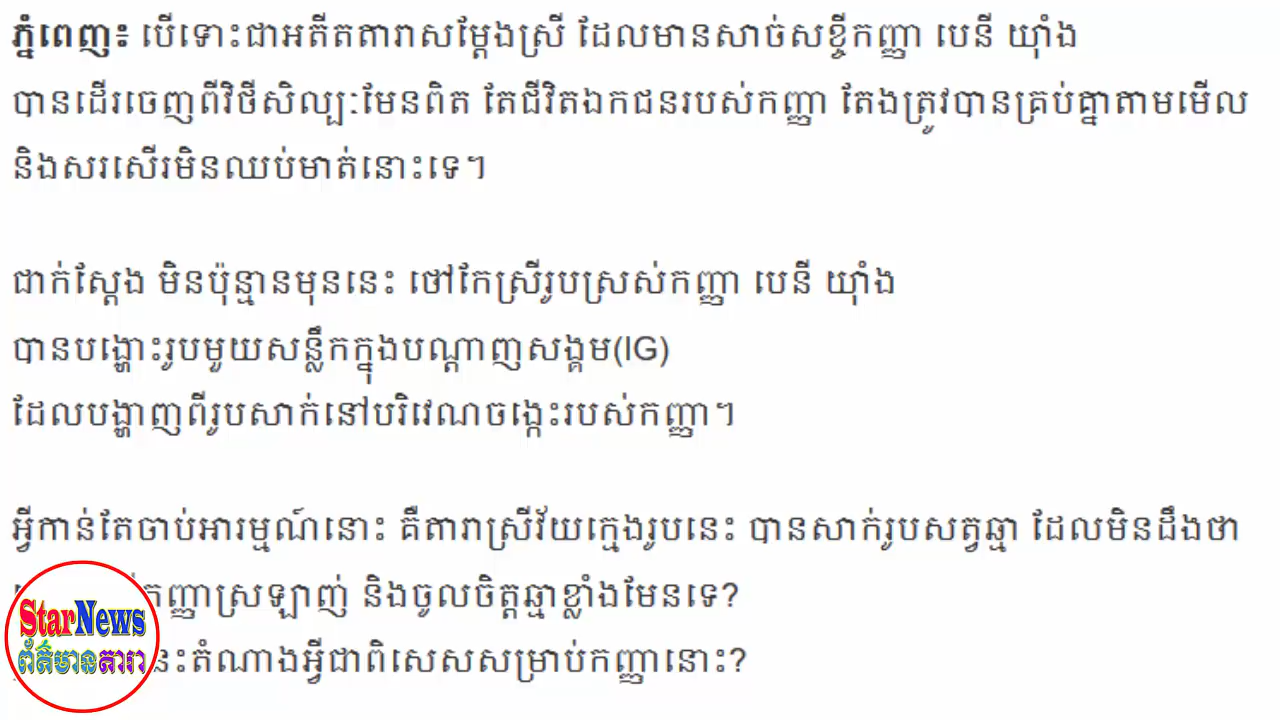 ភ្នំពេញ៖ បើទោះជាអតីតតារាសម្តែងស្រី ដែលមានសាច់សខ្ចីកញ្ញា បេនី យ៉ាំង
បានដើរចេញពីវិថីសិល្បៈមែនពិត តែជីវិតឯកជនរបស់កញ្ញា តែងត្រូវបានគ្រប់គ្នាតាមមើល
និងសរសើរមិនឈប់មាត់នោះទេ។
ជាក់ស្តែង មិនប៉ុន្មានមុននេះ ថៅកែស្រីរូបស្រស់កញ្ញា បេនី យ៉ាំង
បានបង្ហោះរូបមួយសន្លឹកក្នុងបណ្តាញសង្គម(IG)
ដែលបង្ហាញពីរូបសាក់នៅបរិវេណចង្កេះរបស់កញ្ញា។
អ្វីកាន់តែចាប់អារម្មណ៍នោះ គឺតារាស្រីវ័យក្មេងរូបនេះ បានសាក់រូបសត្វឆ្មា ដែលមិនដឹងថា
កញ្ញាស្រឡាញ់ និងចូលចិត្តឆ្មាខ្លាំងមែនទេ?
នេះតំណាងអ្វីជាពិសេសសម្រាប់កញ្ញានោះ?
StarNews
ព័ត៌មានតារា